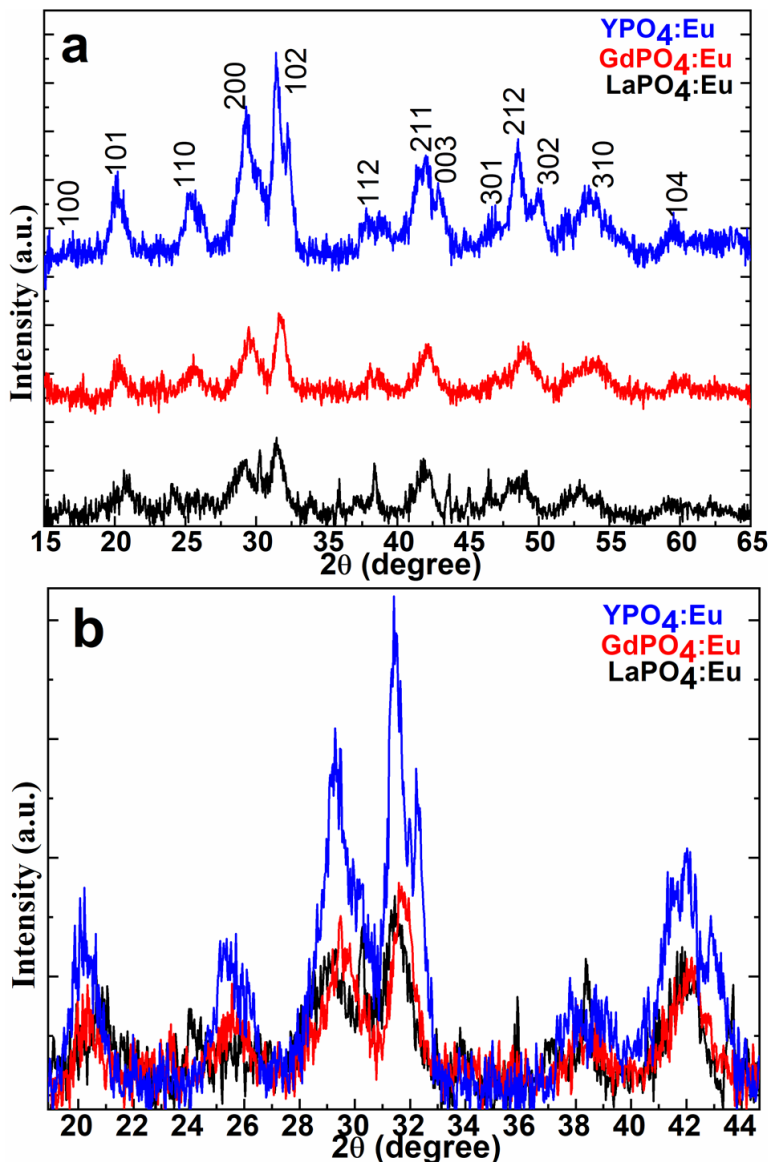 a
YPO4:Eu
GdPO4:Eu
LaPO4:Eu
100
101
110
200
102
112
211
003
301
212
302
310
104
Intensity (a.u.)
15 20 25 30 35 40 45 50 55 60 65
2θ (degree)
b
YPO4:Eu
GdPO4:Eu
LaPO4:Eu
Intensity (a.u.)
20 22 24 26 28 30 32 34 36 38 40 42 44
2θ (degree)